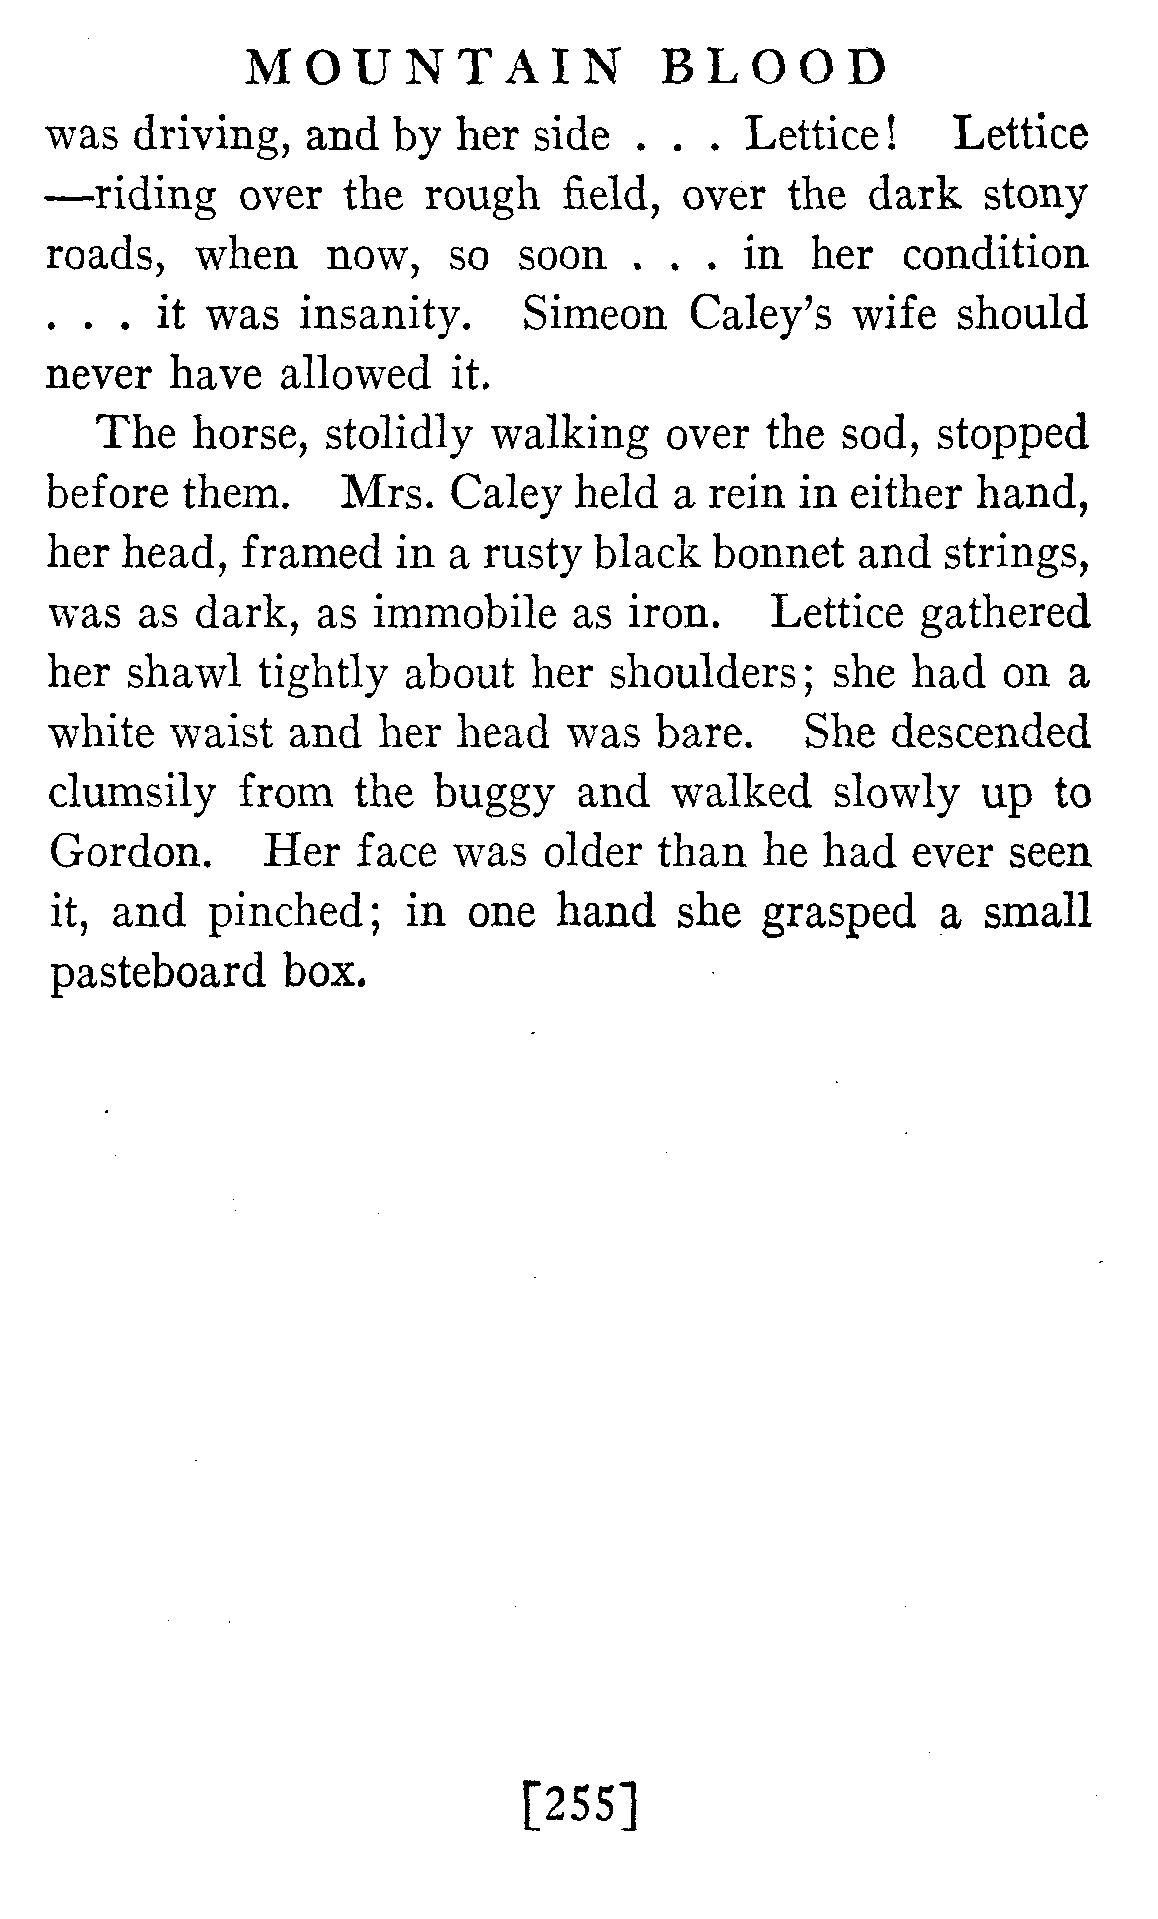 MOUNTAIN BLOOD
was driving, and by her side . . . Lettice! Lettice
—riding over the rough field, over the dark stony
roads, when now, so soon . . . in her condition
. . . it was insanity. Simeon Caley's wife should
never have allowed it.
The horse, stolidly walking over the sod, stopped
before them. Mrs. Caley held a rein in either hand,
her head, framed in a rusty black bonnet and strings,
was as dark, as immobile as iron. Lettice gathered
her shawl tightly about her shoulders; she had on a
white waist and her head was bare. She descended
clumsily from the buggy and walked slowly up to
Gordon. Her face was older than he had ever seen
it, and pinched; in one hand she grasped a small
pasteboard box.
[255]